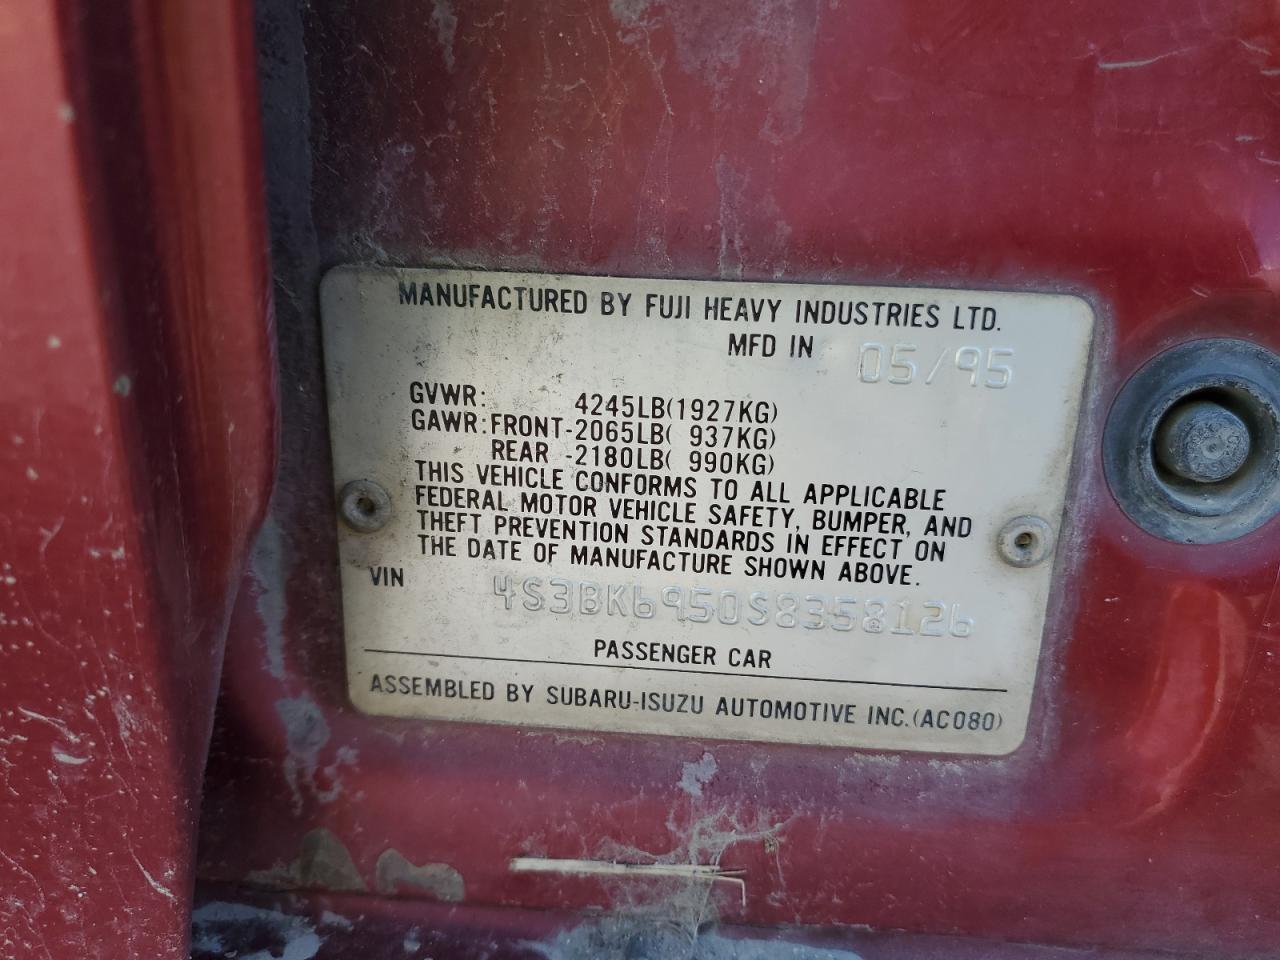 MANUFACTURED BY FUJI HEAVY INDUSTRIES LTD.
MFD IN 05/95
GVWR: 4245LB(1927KG)
GAWR:FRONT-2065LB( 937KG)
REAR -2180LB( 990KG)
THIS VEHICLE CONFORMS TO ALL APPLICABLE
FEDERAL MOTOR VEHICLE SAFETY, BUMPER, AND
THEFT PREVENTION STANDARDS IN EFFECT ON
THE DATE OF MANUFACTURE SHOWN ABOVE.
VIN 4S3BK6950S8358126
PASSENGER CAR
ASSEMBLED BY SUBARU-ISUZU AUTOMOTIVE INC.(AC080)